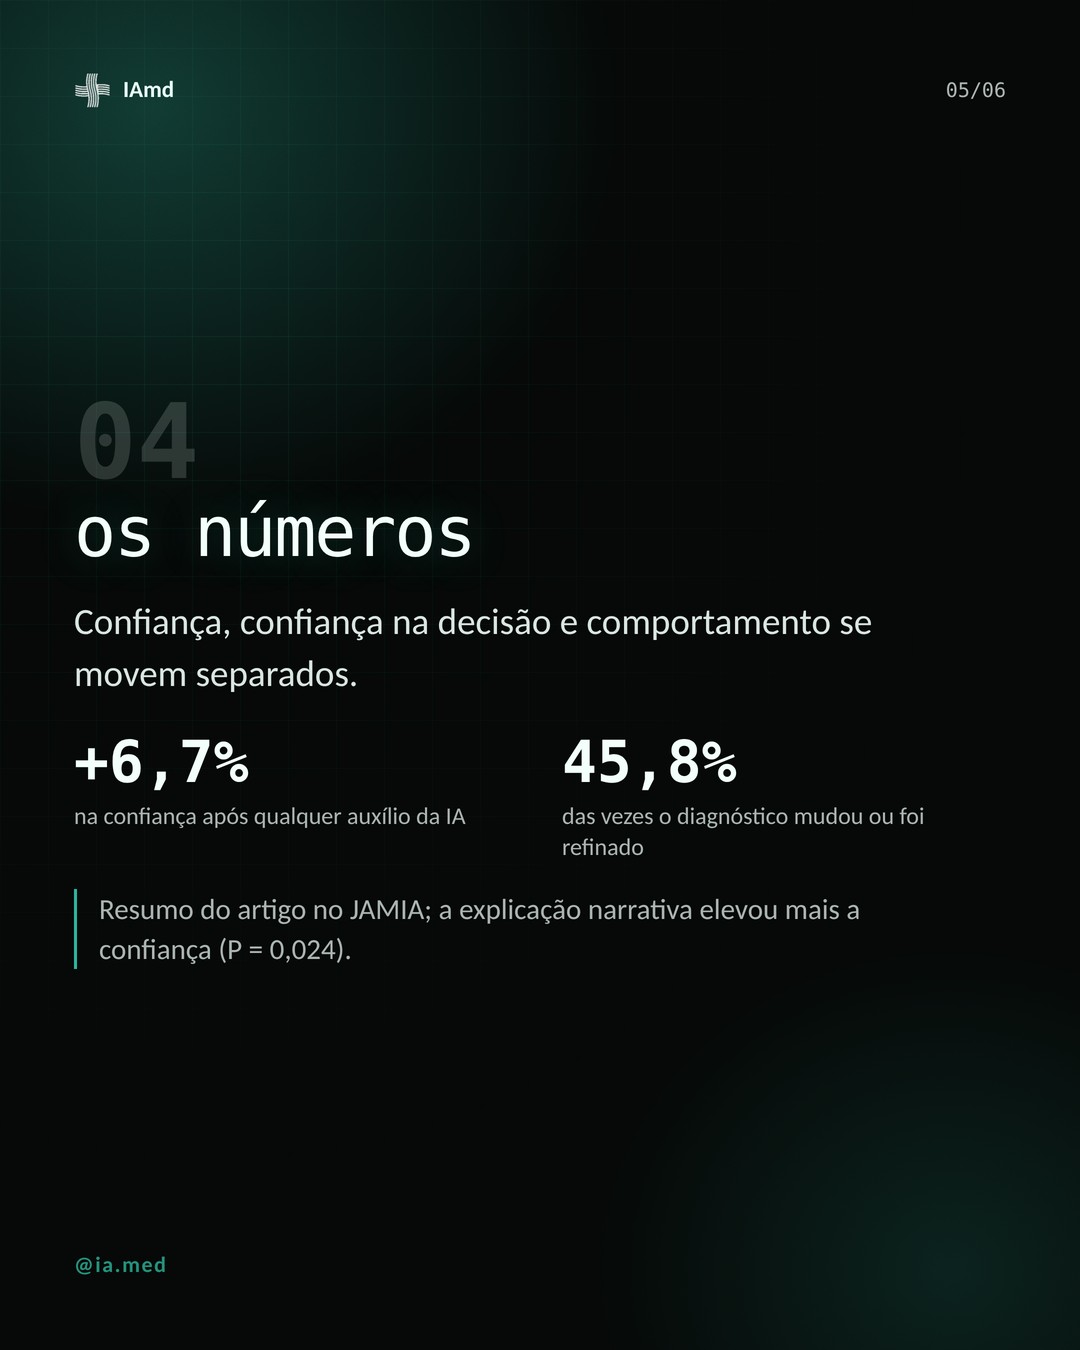 IAmd
05/06
04
os números
Confiança, confiança na decisão e comportamento se
movem separados.
+6,7%
na confiança após qualquer auxílio da IA
45,8%
das vezes o diagnóstico mudou ou foi
refinado
Resumo do artigo no JAMIA; a explicação narrativa elevou mais a
confiança (P = 0,024).
@ia.med